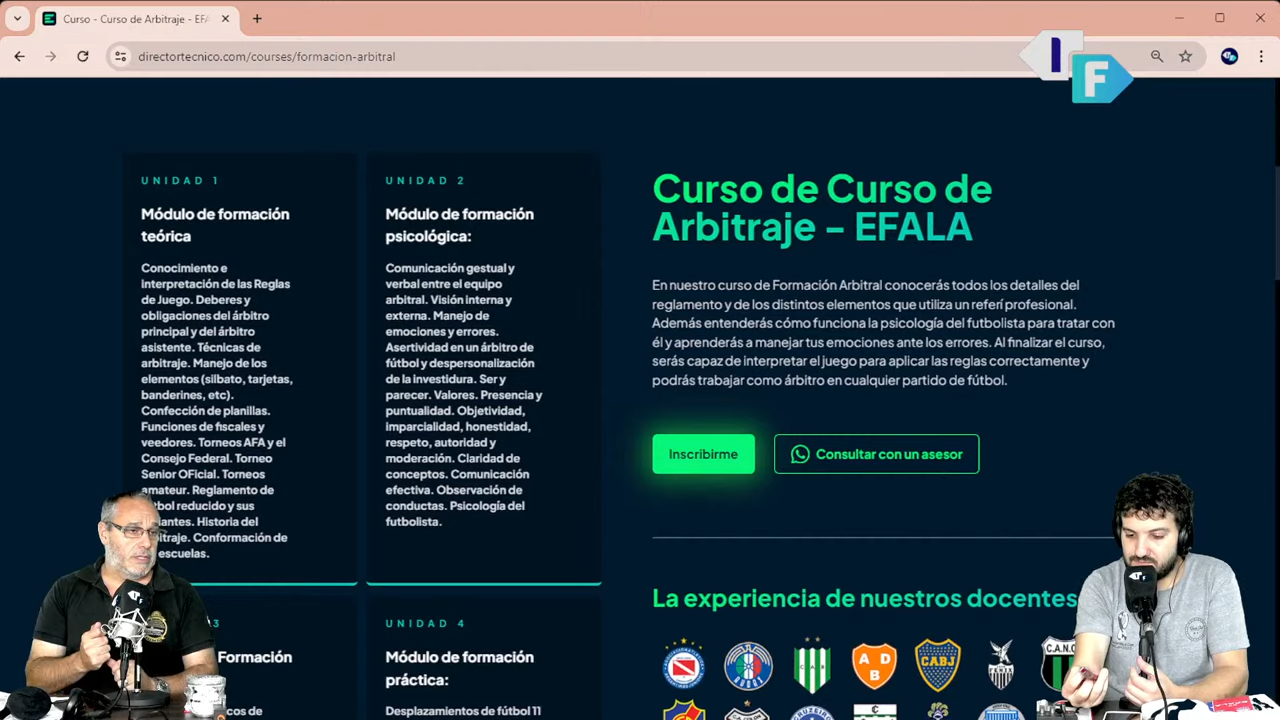 Curso - Curso de Arbitraje - EFA
directortecnico.com/courses/formacion-arbitral
I
F
UNIDAD 1
Módulo de formación
teórica
Conocimiento e
interpretación de las Reglas
de Juego. Deberes y
obligaciones del árbitro
principal y del árbitro
asistente. Técnicas de
arbitraje. Manejo de los
elementos (silbato, tarjetas,
banderines, etc).
Confección de planillas.
Funciones de fiscales y
veedores. Torneos AFA y el
Consejo Federal. Torneo
Senior OFicial. Torneos
amateur. Reglamento de
reducido y sus
Historia del
Conformación de
escuelas.
UNIDAD 2
Módulo de formación
psicológica:
Comunicación gestual y
verbal entre el equipo
arbitral. Visión interna y
externa. Manejo de
emociones y errores.
Asertividad en un árbitro de
fútbol y despersonalización
de la investidura. Ser y
parecer. Valores. Presencia y
puntualidad. Objetividad,
imparcialidad, honestidad,
respeto, autoridad y
moderación. Claridad de
conceptos. Comunicación
efectiva. Observación de
conductas. Psicología del
futbolista.
3
Formación
UNIDAD 4
Módulo de formación
práctica:
Desplazamientos de fútbol 11
Curso de Curso de
Arbitraje - EFALA
En nuestro curso de Formación Arbitral conocerás todos los detalles del
reglamento y de los distintos elementos que utiliza un referí profesional.
Además entenderás cómo funciona la psicología del futbolista para tratar con
él y aprenderás a manejar tus emociones ante los errores. Al finalizar el curso,
serás capaz de interpretar el juego para aplicar las reglas correctamente y
podrás trabajar como árbitro en cualquier partido de fútbol.
Inscribirme
Consultar con un asesor
La experiencia de nuestros docentes
C A B
A D
B
CABJ
FENIX
C.A.N.C